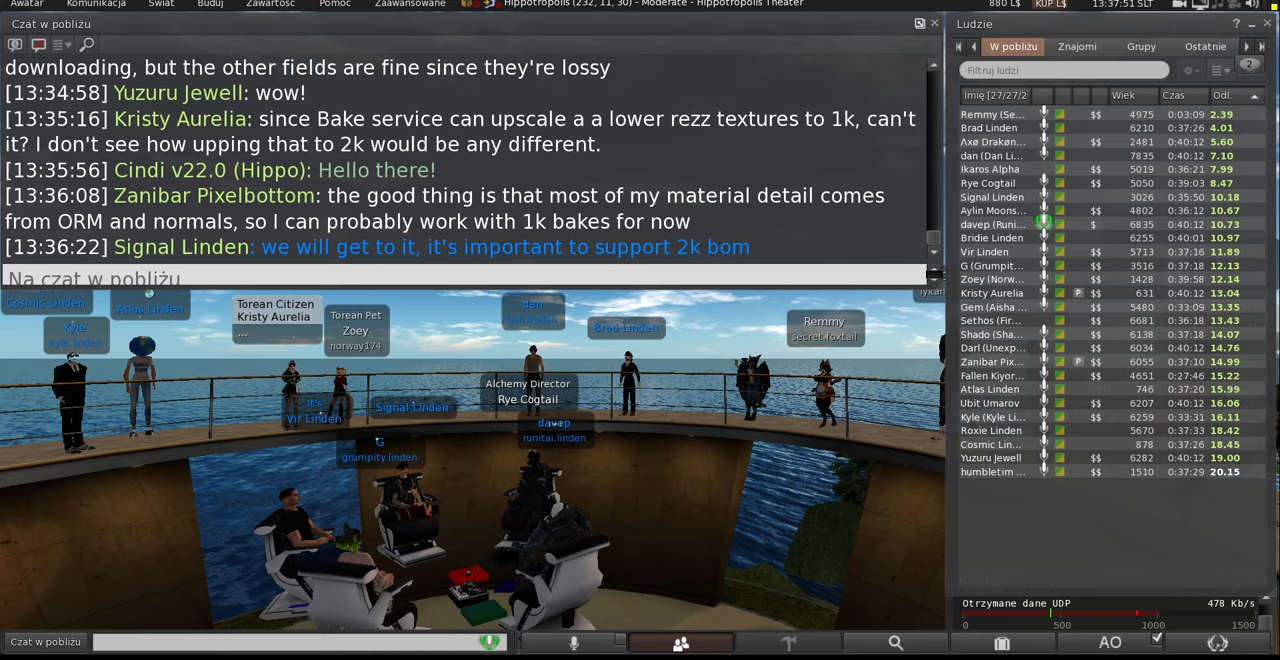 Awatar Komunikacja Świat Buduj Zawartość Pomoc Zaawansowane Hippotropolis (232, 11, 30) - Moderate - Hippotropolis Theater 880 L$ KUP L$ 13:37:51 SLT
Czat w pobliżu
downloading, but the other fields are fine since they're lossy
[13:34:58] Yuzuru Jewell: wow!
[13:35:16] Kristy Aurelia: since Bake service can upscale a a lower rezz textures to 1k, can't
it? I don't see how upping that to 2k would be any different.
[13:35:56] Cindi v22.0 (Hippo): Hello there!
[13:36:08] Zanibar Pixelbottom: the good thing is that most of my material detail comes
from ORM and normals, so I can probably work with 1k bakes for now
[13:36:22] Signal Linden: we will get to it, it's important to support 2k bom
Na czat w pobliżu
Cosmic Linden
Atlas Linden
Kyle
kyle.linden
Torean Citizen
Kristy Aurelia
...
Torean Pet
Zoey
norway174
dan
dan.linden
Brad Linden
Remmy
secret.foxtail
It's
Vir Linden
Signal Linden
Alchemy Director
Rye Cogtail
davep
runitai.linden
G
grumpity.linden
Czat w pobliżu
AO
Ludzie
? _ ×
W pobliżu Znajomi Grupy Ostatnie
Filtruj ludzi
2
Imię [27/27/2 Wiek Czas Odl.
Remmy (Se... $$ 4975 0:03:09 2.39
Brad Linden 6210 0:37:26 4.01
Λxø Drakøn... $$ 2481 0:40:12 5.60
dan (Dan Li... 7835 0:40:12 7.10
Ikaros Alpha $$ 5019 0:36:21 7.99
Rye Cogtail $$ 5050 0:39:03 8.47
Signal Linden 3026 0:35:50 10.18
Aylin Moons... $$ 4802 0:36:12 10.67
davep (Runi... $ 6835 0:40:12 10.73
Bridie Linden 6255 0:40:01 10.97
Vir Linden $$ 5713 0:37:16 11.89
G (Grumpit... $$ 3516 0:37:18 12.13
Zoey (Norw... $$ 1428 0:39:58 12.14
Kristy Aurelia P $$ 631 0:40:12 13.04
Gem (Aisha ... $$ 5480 0:33:09 13.35
Sethos (Fir... $$ 6681 0:36:18 13.43
Shado (Sha... $$ 6138 0:37:18 14.07
Darl (Unexp... $$ 6034 0:40:12 14.76
Zanibar Pix... P $$ 6055 0:37:10 14.99
Fallen Kiyor... $$ 4651 0:27:46 15.22
Atlas Linden 746 0:37:20 15.99
Ubit Umarov $$ 6207 0:40:12 16.06
Kyle (Kyle Li... $$ 6259 0:33:31 16.11
Roxie Linden 5670 0:37:33 18.42
Cosmic Lin... 878 0:37:26 18.45
Yuzuru Jewell $$ 6282 0:40:12 19.00
humbletim ... $$ 1510 0:37:29 20.15
Otrzymane dane UDP 478 Kb/s
0 500 1000 1500